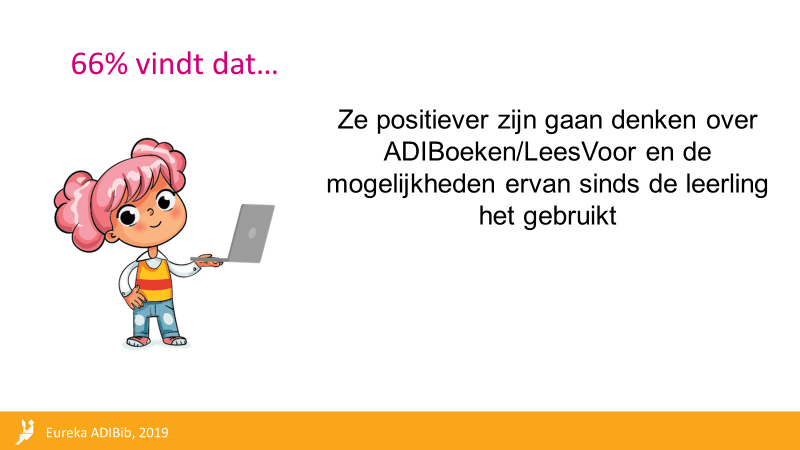 66% vindt dat…
Ze positiever zijn gaan denken over
ADIBoeken/LeesVoor en de
mogelijkheden ervan sinds de leerling
het gebruikt
Eureka ADIBib, 2019